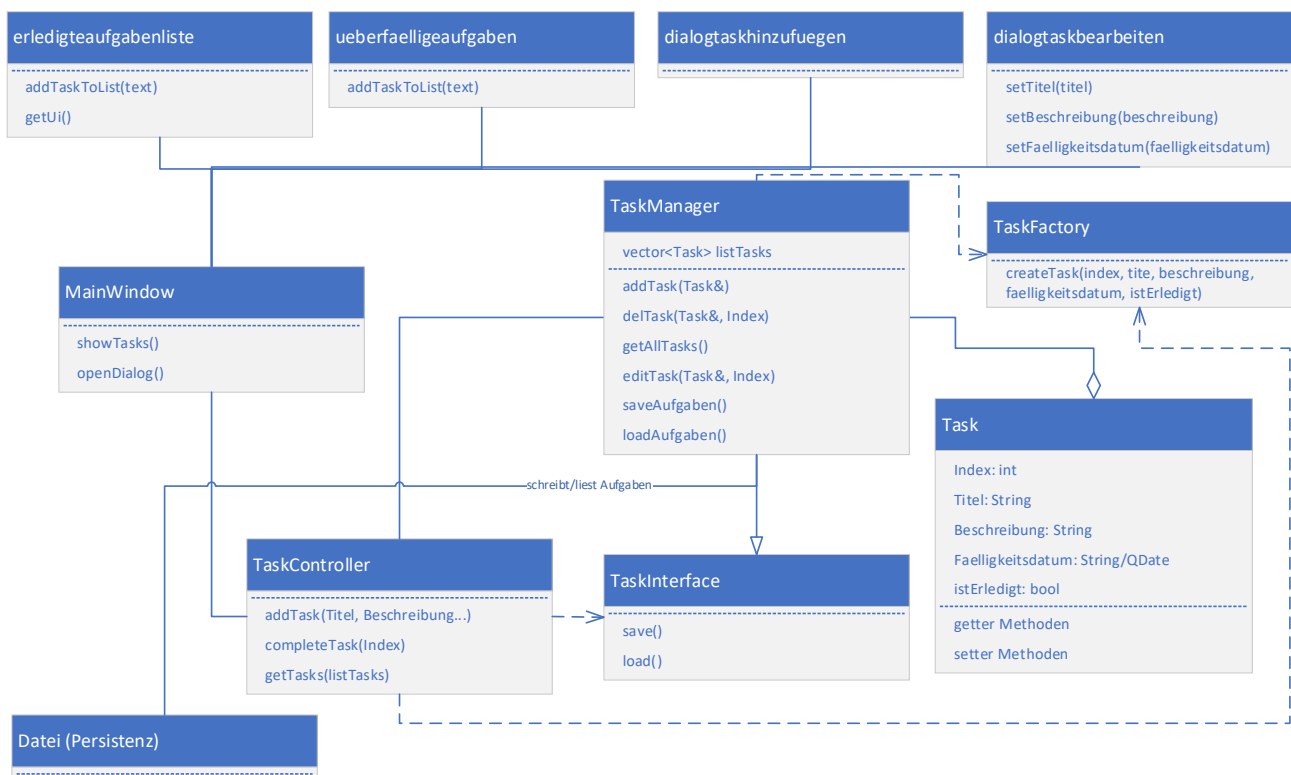 erledigteaufgabenliste
addTaskToList(text)
getUi()
ueberfaelligeaufgaben
addTaskToList(text)
dialogtaskhinzufuegen
dialogtaskbearbeiten
setTitel(titel)
setBeschreibung(beschreibung)
setFaelligkeitsdatum(faelligkeitsdatum)
TaskManager
vector<Task> listTasks
addTask(Task&)
delTask(Task&, Index)
getAllTasks()
editTask(Task&, Index)
saveAufgaben()
loadAufgaben()
TaskFactory
createTask(index, tite, beschreibung,
faelligkeitsdatum, istErledigt)
MainWindow
showTasks()
openDialog()
Task
Index: int
Titel: String
Beschreibung: String
Faelligkeitsdatum: String/QDate
istErledigt: bool
getter Methoden
setter Methoden
schreibt/liest Aufgaben
TaskController
addTask(Titel, Beschreibung...)
completeTask(Index)
getTasks(listTasks)
TaskInterface
save()
load()
Datei (Persistenz)